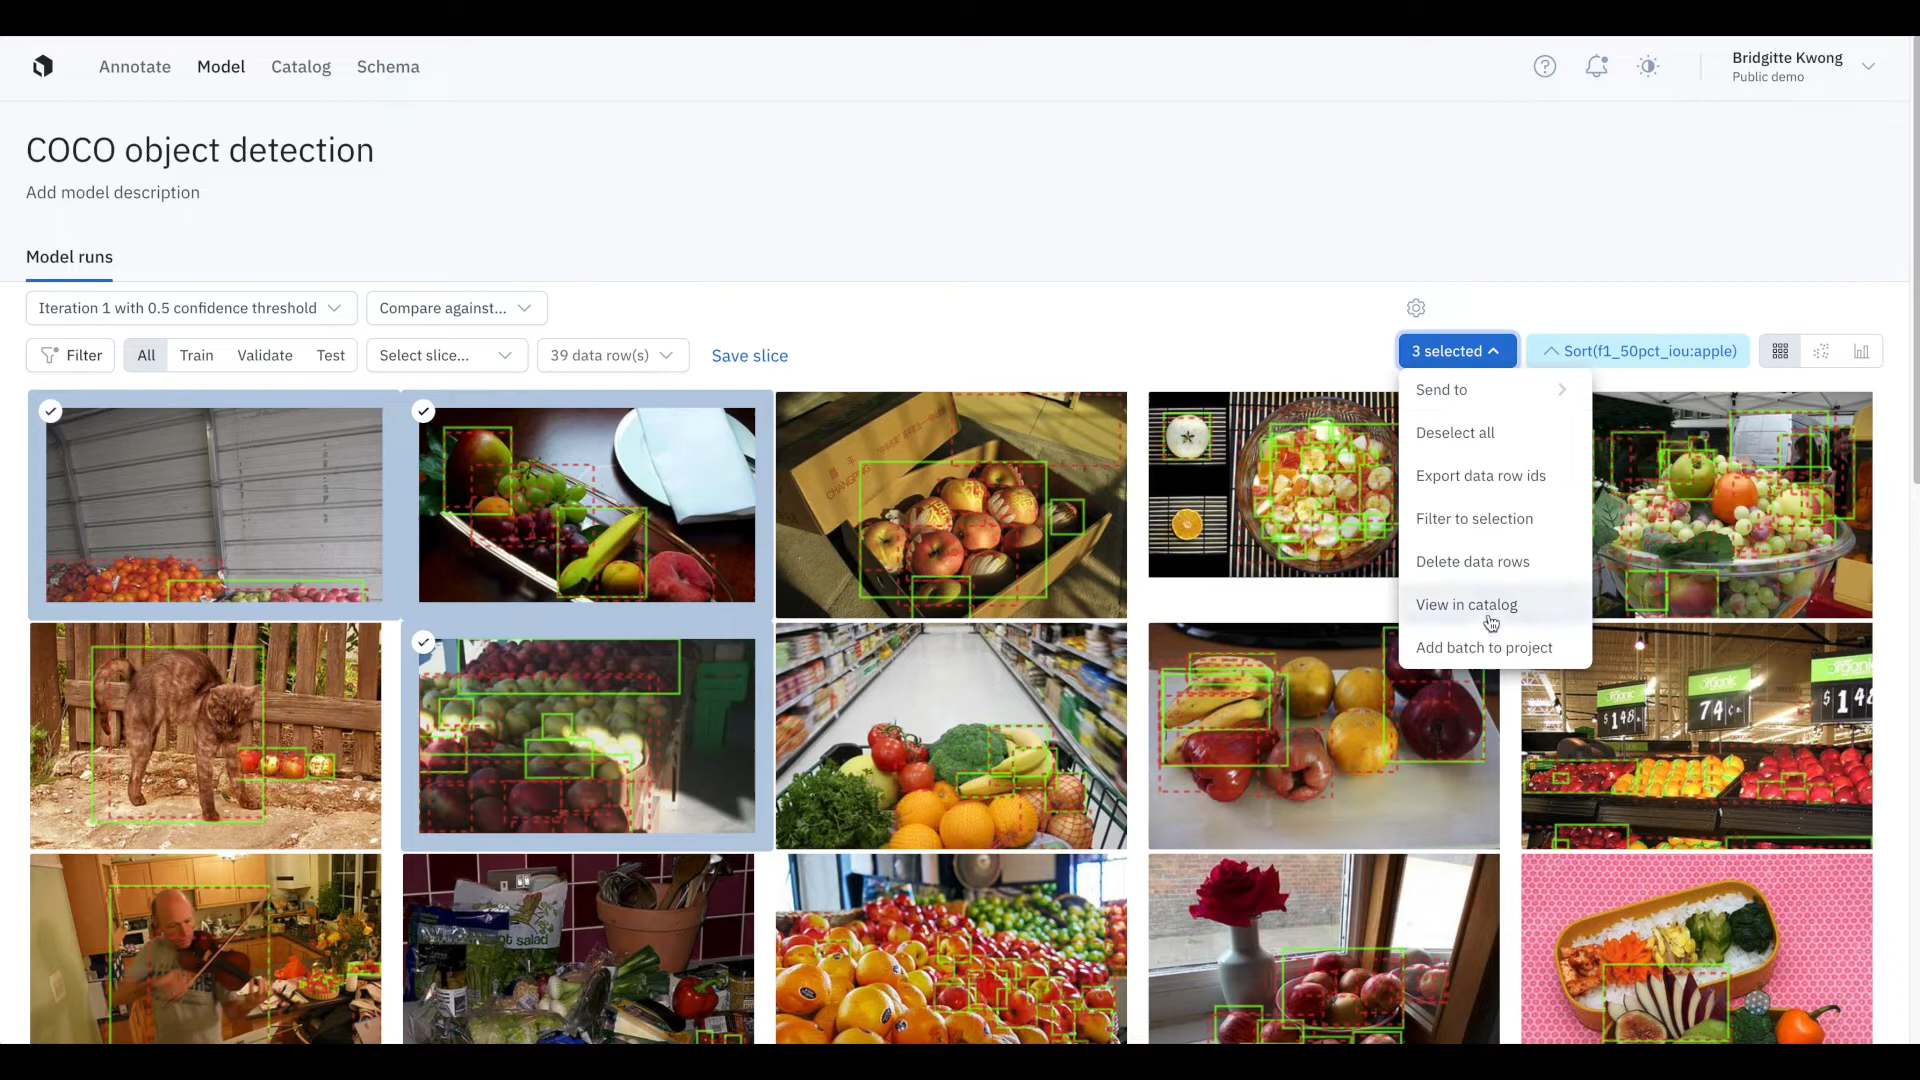 Annotate Model Catalog Schema
Bridgitte Kwong
Public demo
COCO object detection
Add model description
Model runs
Iteration 1 with 0.5 confidence threshold
Compare against...
Filter
All Train Validate Test
Select slice...
39 data row(s)
Save slice
3 selected
Sort(f1_50pct_iou:apple)
Send to
Deselect all
Export data row ids
Filter to selection
Delete data rows
View in catalog
Add batch to project
organic
$1.48
organic
74¢
organic
salad